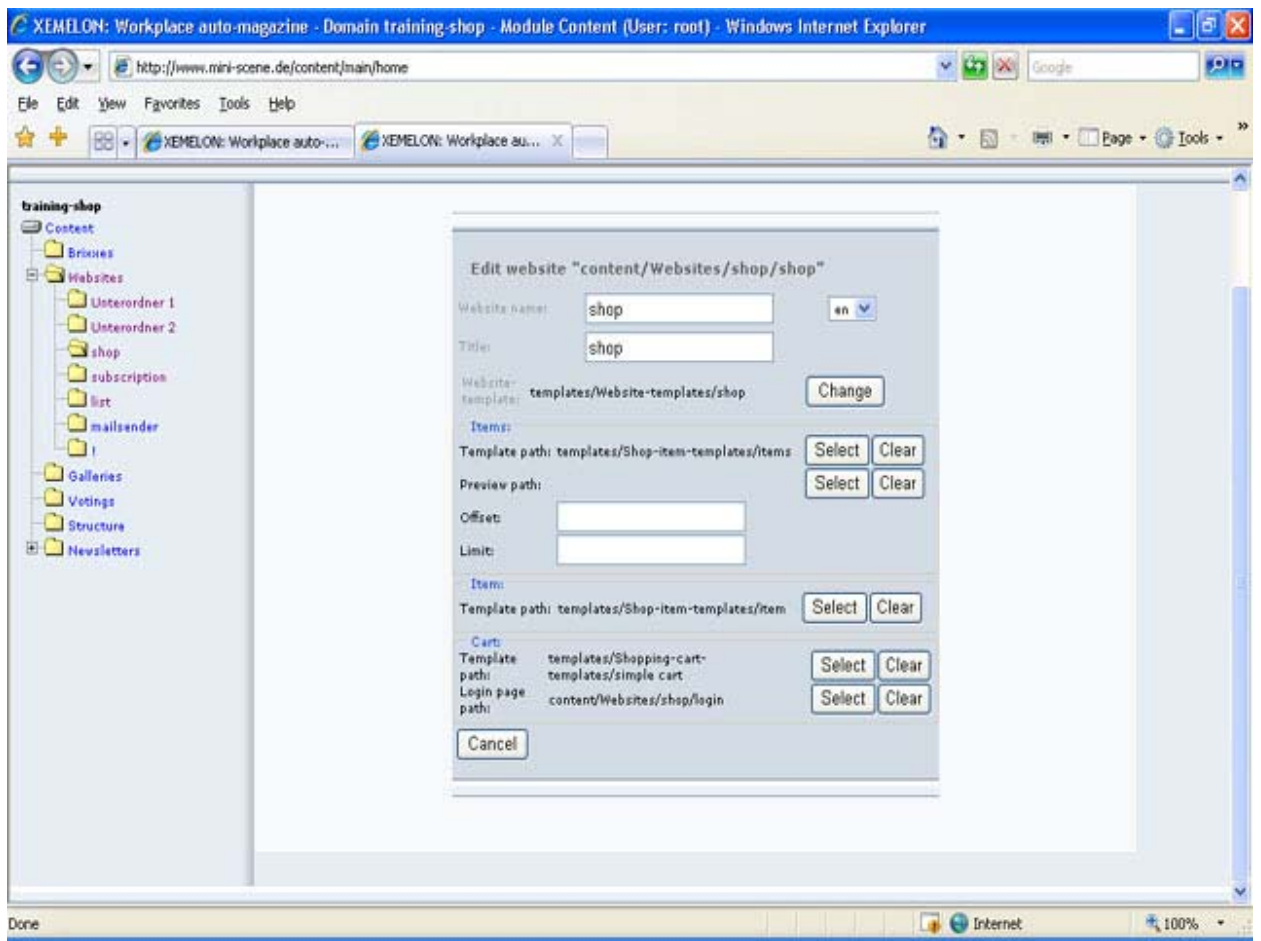 XEMELON: Workplace auto-magazine - Domain training-shop - Module Content (User: root) - Windows Internet Explorer
http://www.mini-scene.de/content/main/home
Google
File Edit View Favorites Tools Help
XEMELON: Workplace auto-... XEMELON: Workplace au... X Page Tools »
training-shop
Content
Brixxes
Websites
Unterordner 1
Unterordner 2
shop
subscription
list
mailsender
Galleries
Votings
Structure
Newsletters
Edit website "content/Websites/shop/shop"
Website name: shop en
Title: shop
Website-template: templates/Website-templates/shop Change
Items:
Template path: templates/Shop-item-templates/items Select Clear
Preview path: Select Clear
Offset:
Limit:
Item:
Template path: templates/Shop-item-templates/item Select Clear
Cart:
Template path: templates/Shopping-cart-templates/simple cart Select Clear
Login page path: content/Websites/shop/login Select Clear
Cancel
Done Internet 100%